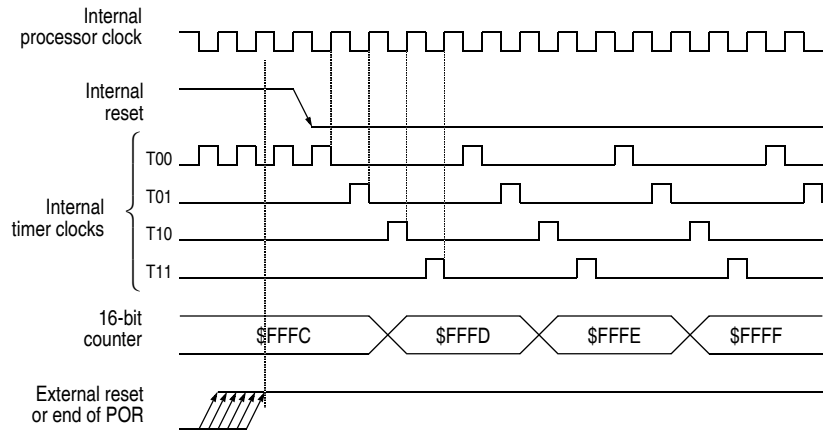 Internal
processor clock
Internal
reset
T00
T01
Internal
timer clocks
T10
T11
16-bit
counter
$FFFC
$FFFD
$FFFE
$FFFF
External reset
or end of POR